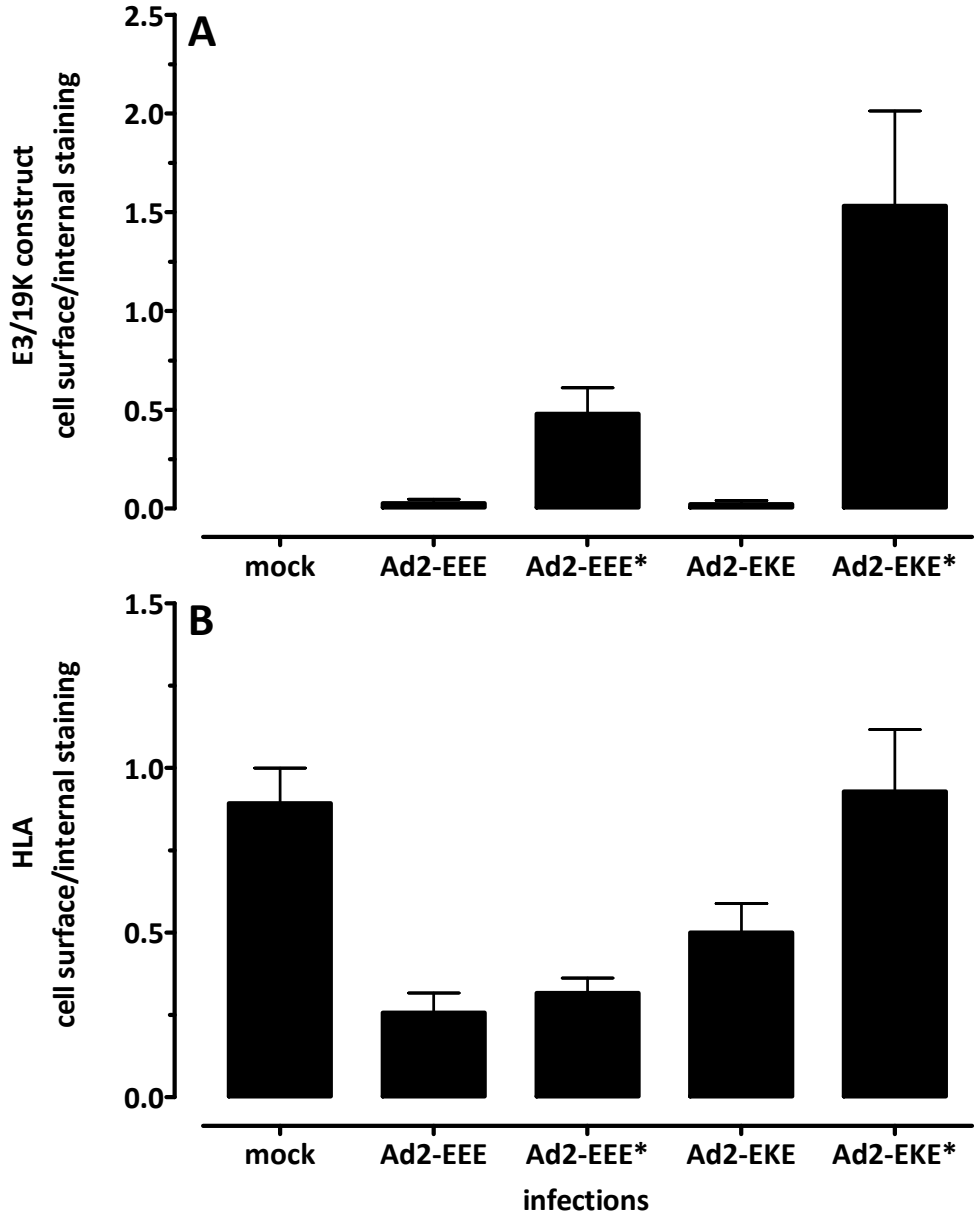 A
E3/19K construct
cell surface/internal staining
2.5
2.0
1.5
1.0
0.5
0.0
mock Ad2-EEE Ad2-EEE* Ad2-EKE Ad2-EKE*
B
HLA
cell surface/internal staining
1.5
1.0
0.5
0.0
mock Ad2-EEE Ad2-EEE* Ad2-EKE Ad2-EKE*
infections